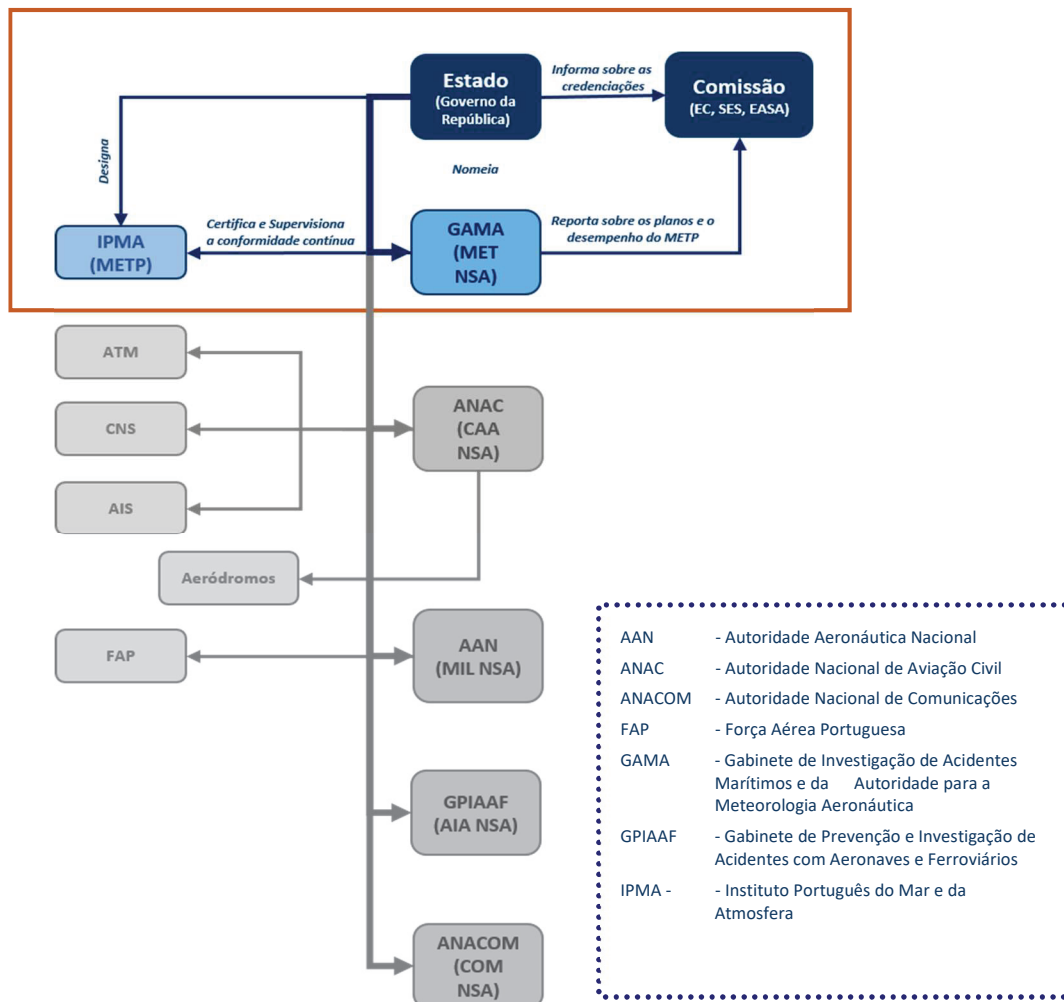 Estado
(Governo da
República)
Informa sobre as
credenciações
Comissão
(EC, SES, EASA)
Designa
Nomeia
IPMA
(METP)
Certifica e Supervisiona
a conformidade contínua
GAMA
(MET
NSA)
Reporta sobre os planos e o
desempenho do METP
ATM
CNS
AIS
ANAC
(CAA
NSA)
Aeródromos
FAP
AAN
(MIL NSA)
GPIAAF
(AIA NSA)
ANACOM
(COM
NSA)
AAN - Autoridade Aeronáutica Nacional
ANAC - Autoridade Nacional de Aviação Civil
ANACOM - Autoridade Nacional de Comunicações
FAP - Força Aérea Portuguesa
GAMA - Gabinete de Investigação de Acidentes
Marítimos e da Autoridade para a
Meteorologia Aeronáutica
GPIAAF - Gabinete de Prevenção e Investigação de
Acidentes com Aeronaves e Ferroviários
IPMA - - Instituto Português do Mar e da
Atmosfera